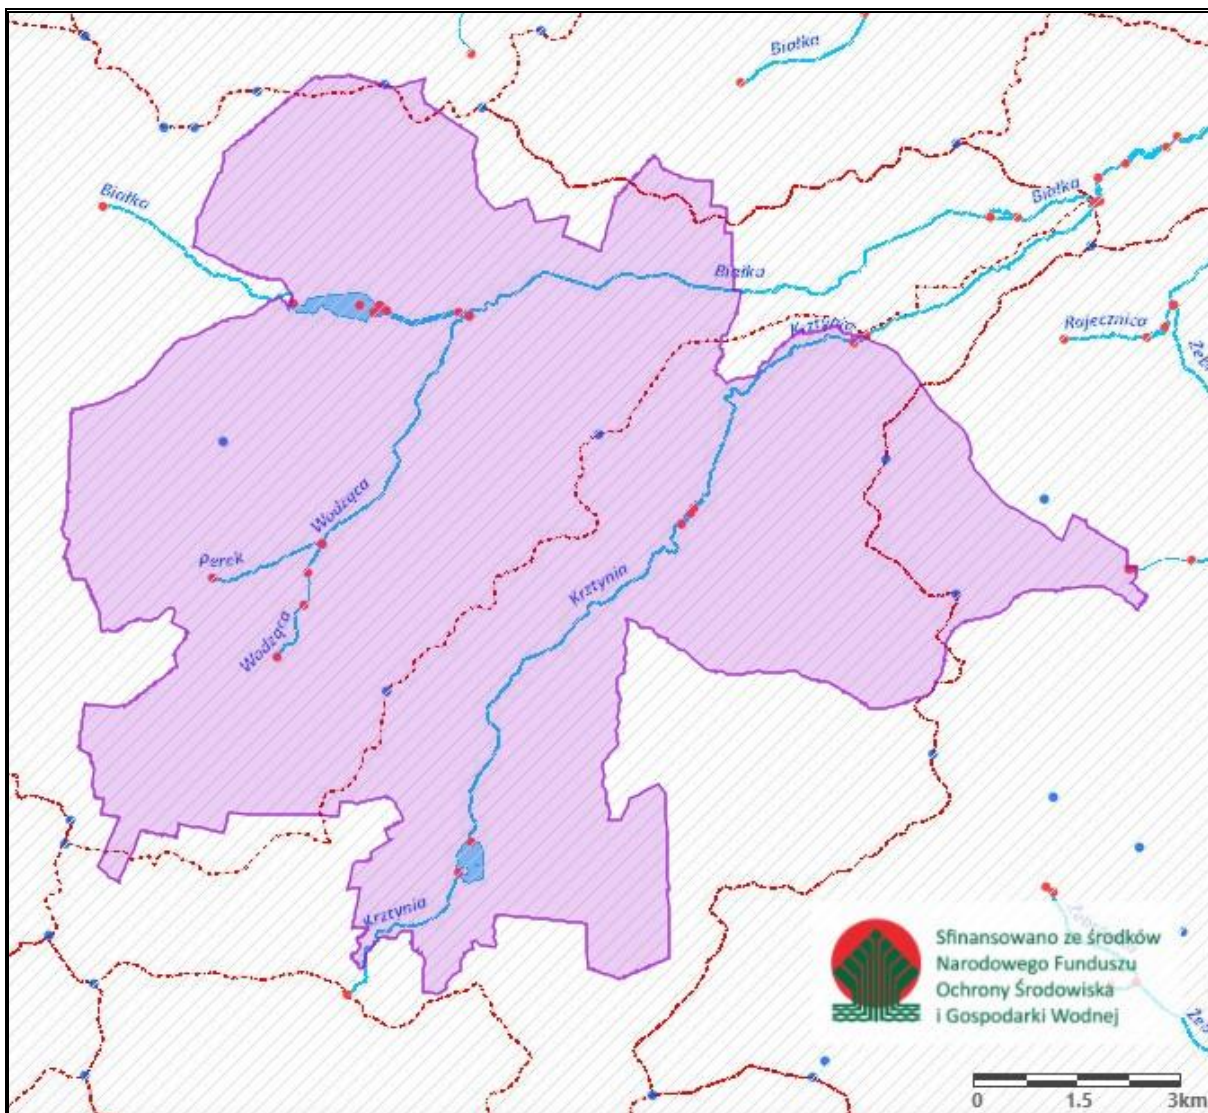 Białka
Białka
Białka
Białka
Krztynia
Rajecznica
Wodząca
Perek
Krztynia
Wodząca
Krztynia
Sfinansowano ze środków
Narodowego Funduszu
Ochrony Środowiska
i Gospodarki Wodnej
0 1.5 3km